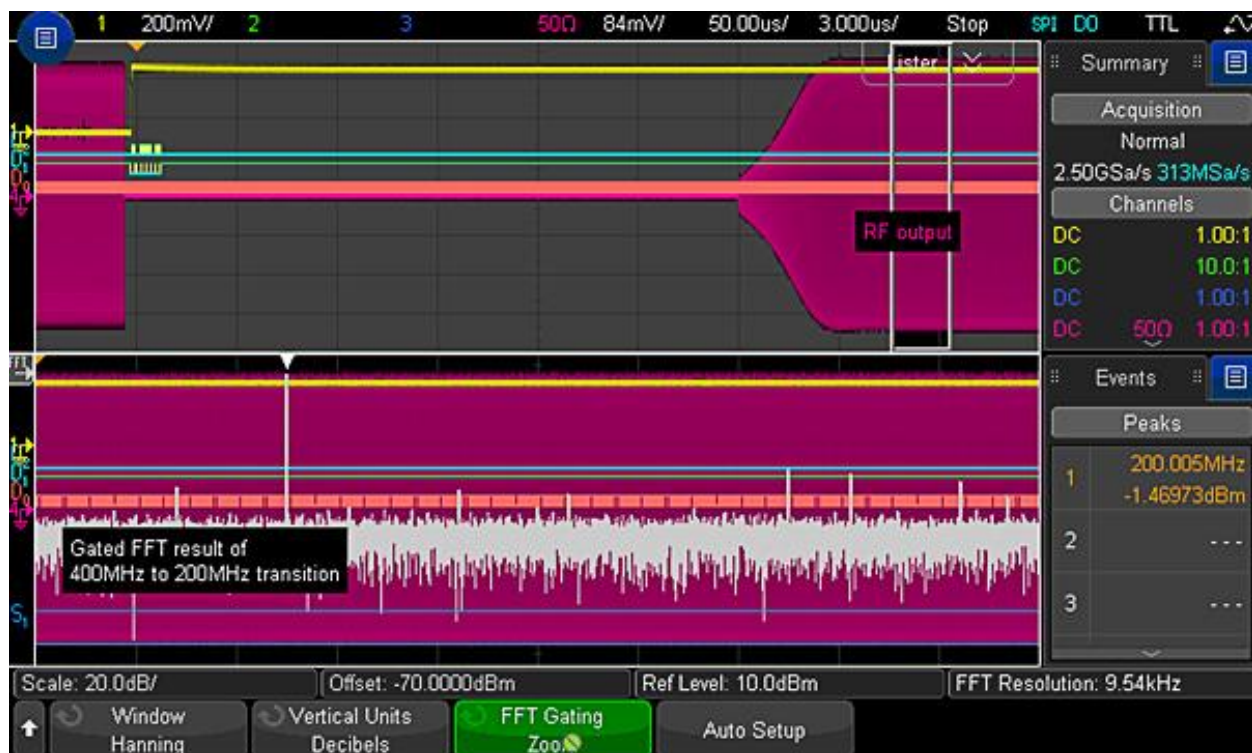 1 200mV/ 2 3 50Ω 84mV/ 50.00us/ 3.000us/ Stop SPI D0 TTL
Lister
RF output
Summary
Acquisition
Normal
2.50GSa/s 313MSa/s
Channels
DC 1.00:1
DC 10.0:1
DC 1.00:1
DC 50Ω 1.00:1
FFT
Gated FFT result of
400MHz to 200MHz transition
S1
Events
Peaks
1 200.005MHz
-1.46973dBm
2 ---
3 ---
Scale: 20.0dB/ Offset: -70.0000dBm Ref Level: 10.0dBm FFT Resolution: 9.54kHz
Window
Hanning
Vertical Units
Decibels
FFT Gating
Auto Setup